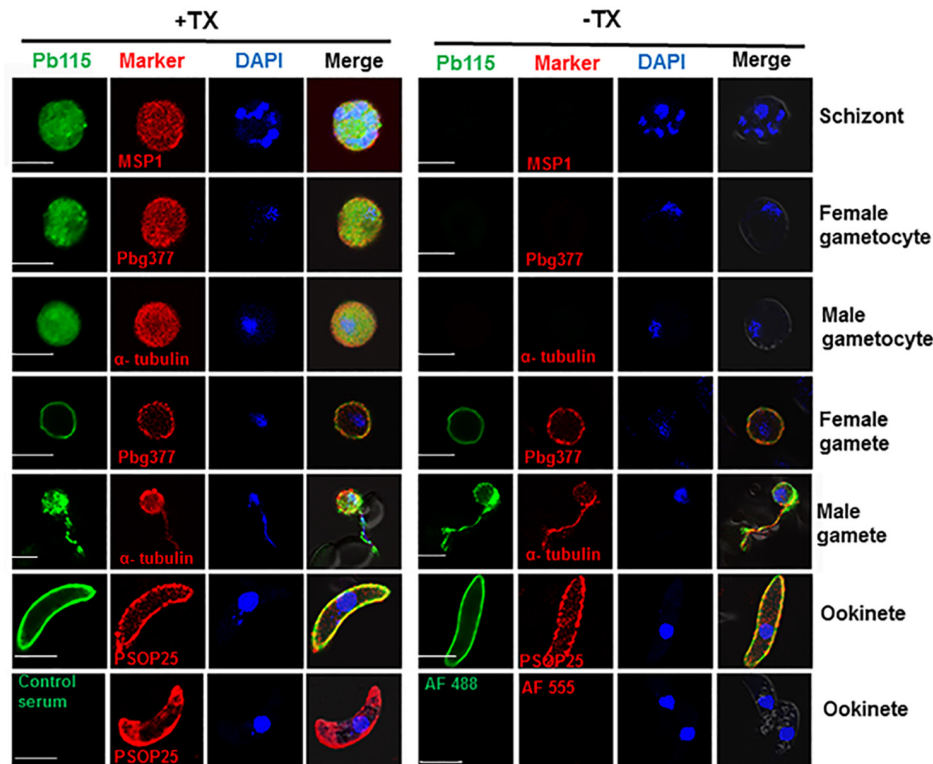 +TX -TX
Pb115 Marker DAPI Merge Pb115 Marker DAPI Merge
MSP1 MSP1 Schizont
Pbg377 Pbg377 Female gametocyte
α- tubulin α- tubulin Male gametocyte
Pbg377 Pbg377 Female gamete
α- tubulin α- tubulin Male gamete
PSOP25 PSOP25 Ookinete
Control serum PSOP25 AF 488 AF 555 Ookinete